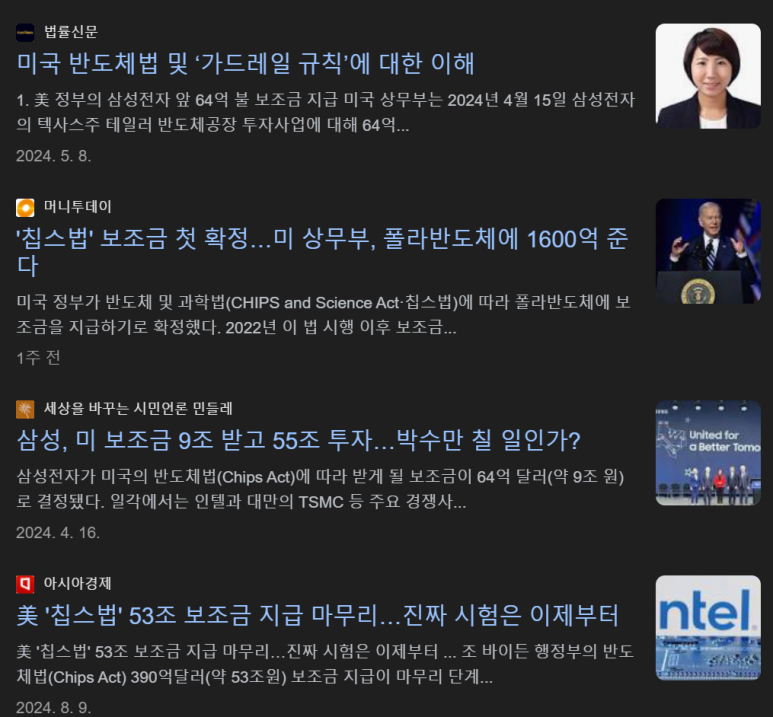 법률신문
미국 반도체법 및 ‘가드레일 규칙’에 대한 이해
1. 美 정부의 삼성전자 앞 64억 불 보조금 지급 미국 상무부는 2024년 4월 15일 삼성전자
의 텍사스주 테일러 반도체공장 투자사업에 대해 64억...
2024. 5. 8.
머니투데이
'칩스법' 보조금 첫 확정…미 상무부, 폴라반도체에 1600억 준
다
미국 정부가 반도체 및 과학법(CHIPS and Science Act·칩스법)에 따라 폴라반도체에 보
조금을 지급하기로 확정했다. 2022년 이 법 시행 이후 보조금...
1주 전
세상을 바꾸는 시민언론 민들레
삼성, 미 보조금 9조 받고 55조 투자…박수만 칠 일인가?
삼성전자가 미국의 반도체법(Chips Act)에 따라 받게 될 보조금이 64억 달러(약 9조 원)
로 결정됐다. 일각에서는 인텔과 대만의 TSMC 등 주요 경쟁사...
United for
a Better Tomo
2024. 4. 16.
아시아경제
美 '칩스법' 53조 보조금 지급 마무리…진짜 시험은 이제부터
美 '칩스법' 53조 보조금 지급 마무리…진짜 시험은 이제부터 ... 조 바이든 행정부의 반도
체법(Chips Act) 390억달러(약 53조원) 보조금 지급이 마무리 단계...
ntel.
2024. 8. 9.